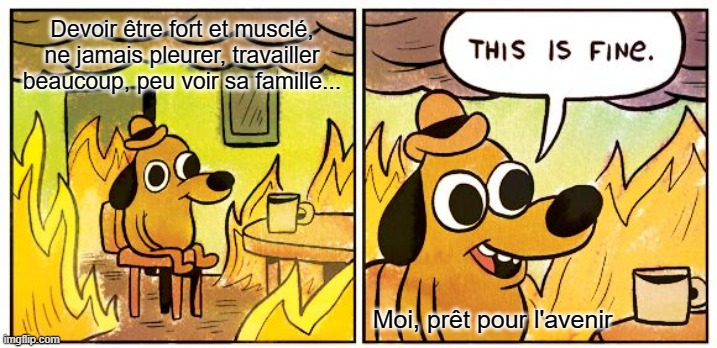 Devoir être fort et musclé,
ne jamais pleurer, travailler
beaucoup, peu voir sa famille...
THIS IS FINE.
Moi, prêt pour l'avenir
imgflip.com